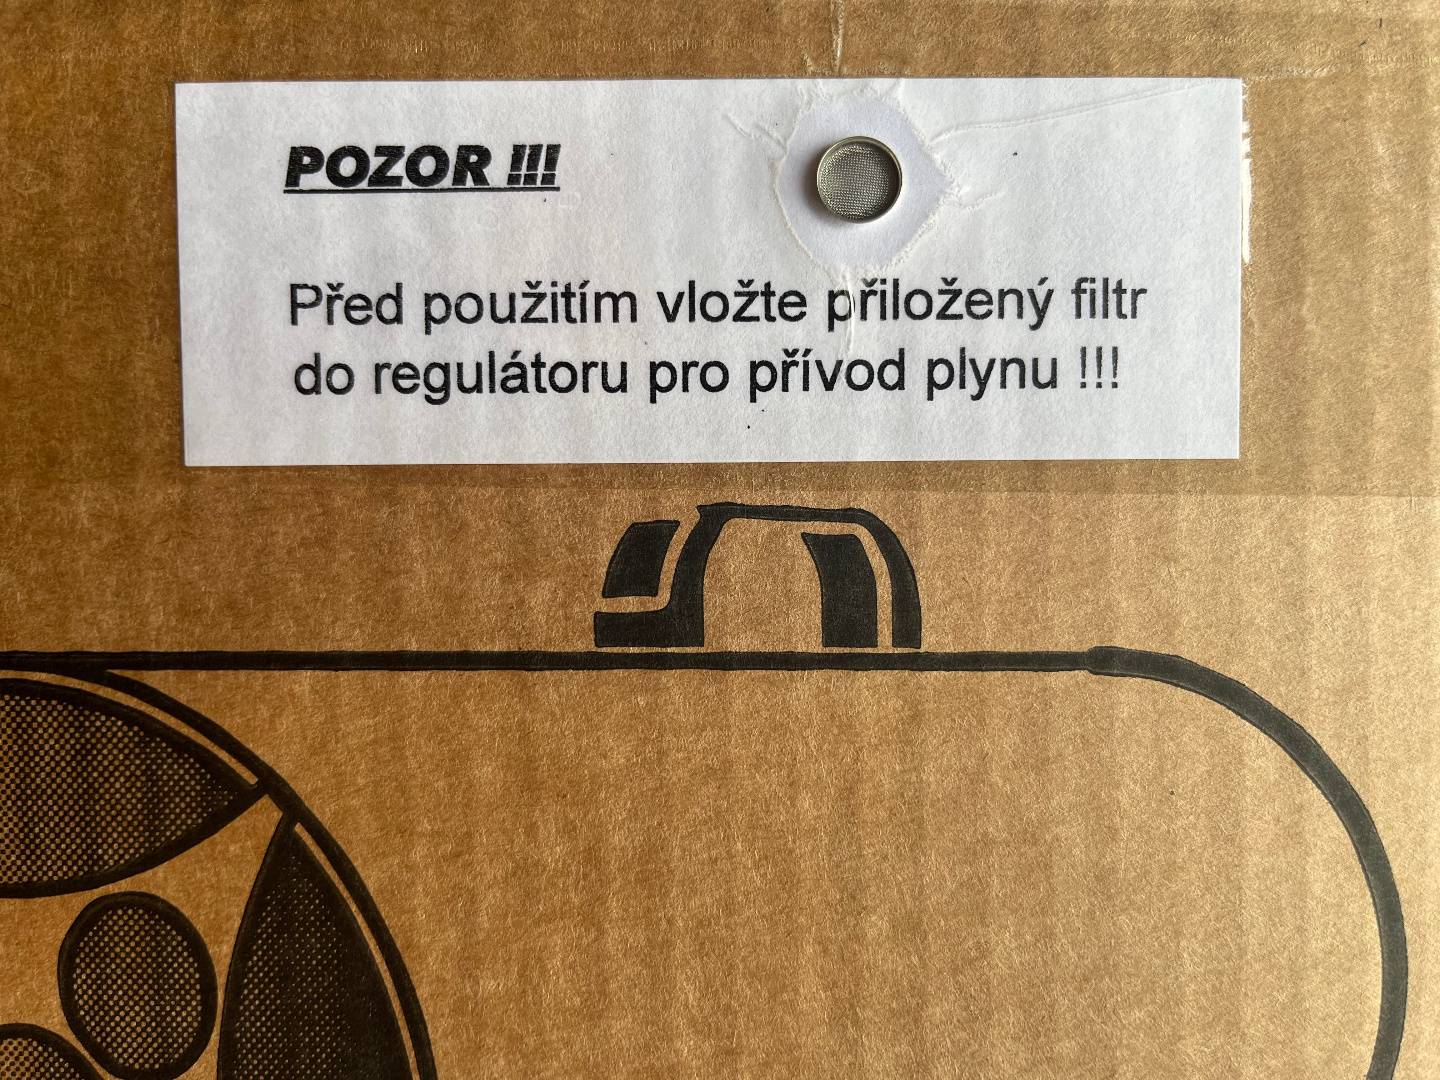 POZOR !!!
Před použitím vložte přiložený filtr
do regulátoru pro přívod plynu !!!